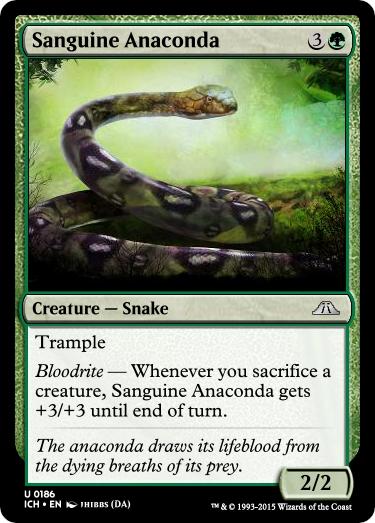 Sanguine Anaconda 3
Creature — Snake
Trample
Bloodrite — Whenever you sacrifice a
creature, Sanguine Anaconda gets
+3/+3 until end of turn.
The anaconda draws its lifeblood from
the dying breaths of its prey.
2/2
U 0186
ICH • EN JHIBBS (DA)
™ & © 1993-2015 Wizards of the Coast